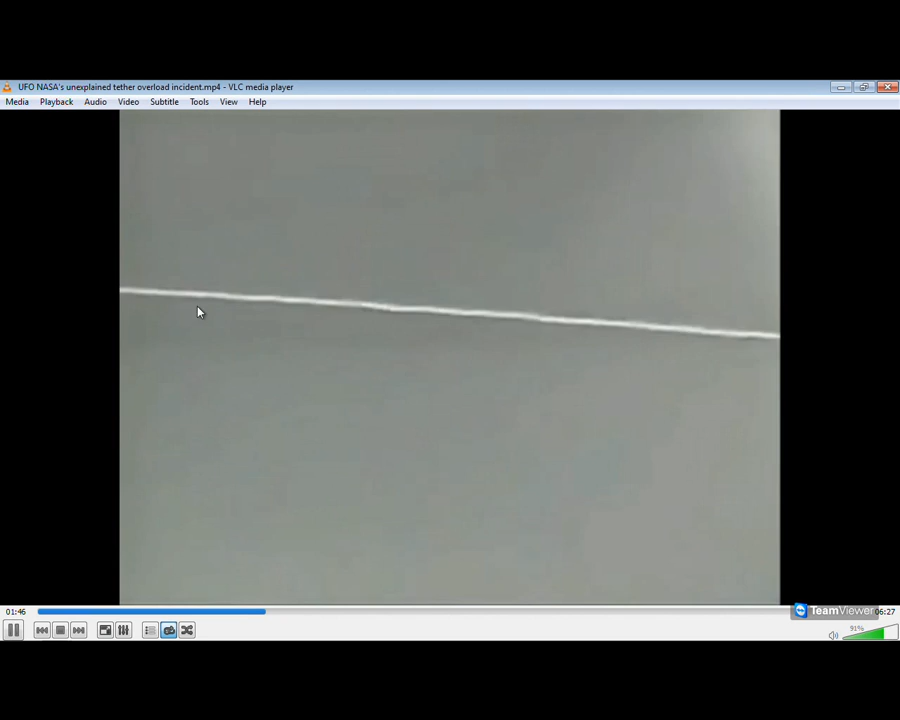 UFO NASA's unexplained tether overload incident.mp4 - VLC media player
Media Playback Audio Video Subtitle Tools View Help
01:46
TeamViewer
06:27
91%